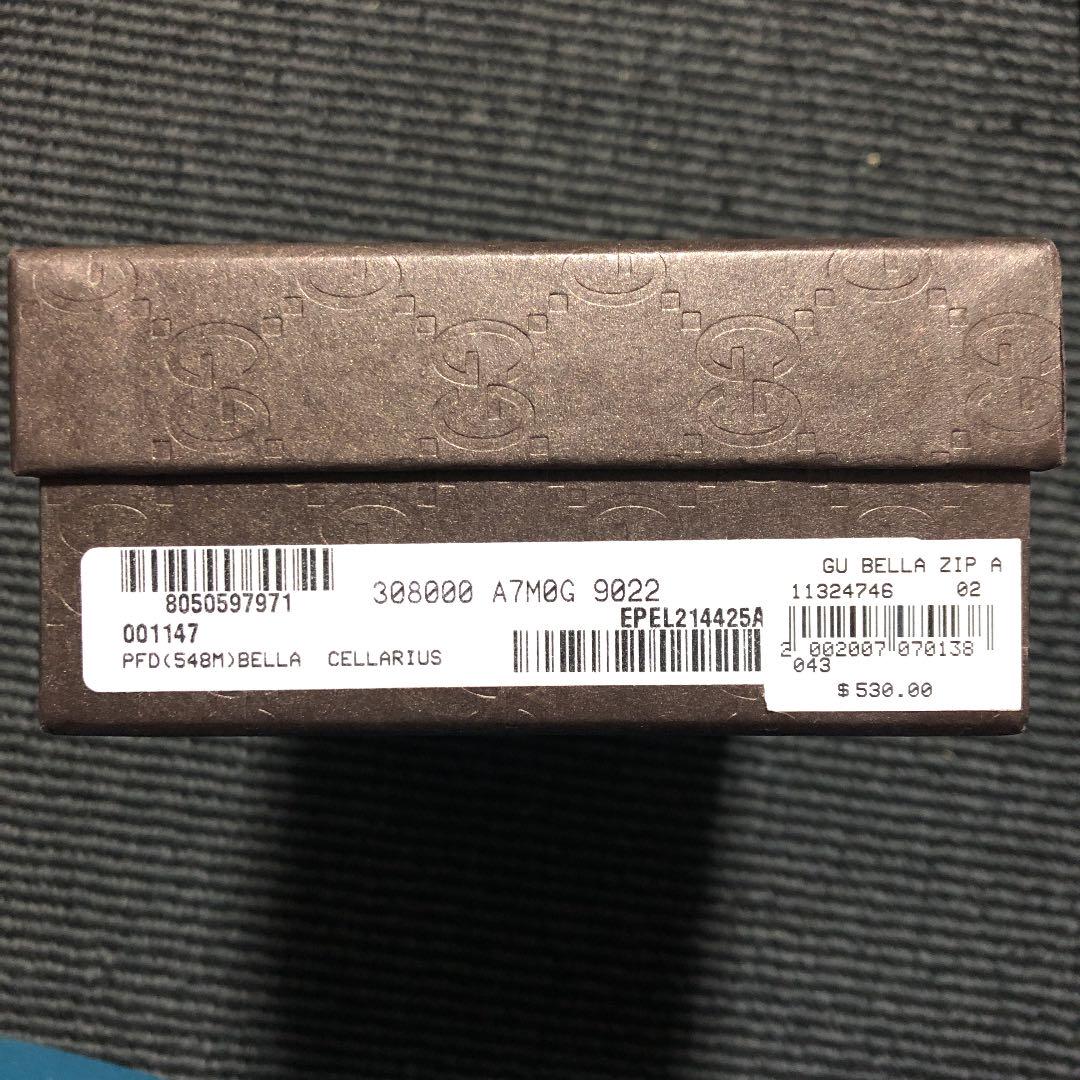 8050597971
001147
308000 A7M0G 9022
EPEL214425A
PFD(548M)BELLA CELLARIUS
GU BELLA ZIP A
11324746 02
2 002007 070138
043
$530.00